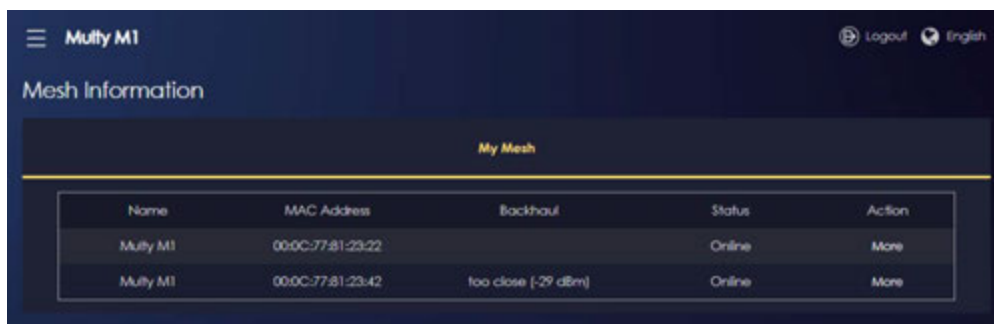 Multy M1 Logout English
Mesh Information
My Mesh
Name MAC Address Backhaul Status Action
Multy M1 00:0C:77:81:23:22 Online More
Multy M1 00:0C:77:81:23:42 too close (-29 dBm) Online More